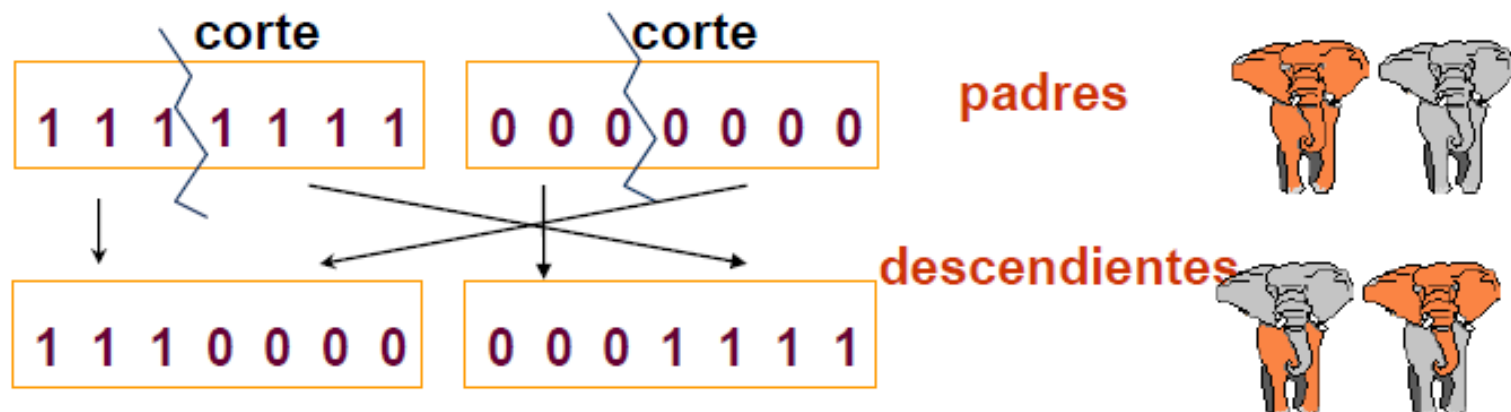 corte corte
1 1 1 1 1 1 1 0 0 0 0 0 0 0 padres
descendientes
1 1 1 0 0 0 0 0 0 0 1 1 1 1